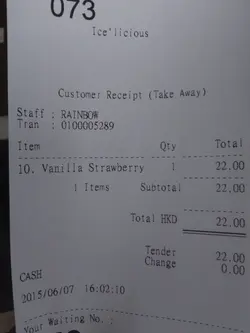 073
Ice'licious
Customer Receipt (Take Away)
Staff : RAINBOW
Tran : 0100005289
Item Qty Total
10. Vanilla Strawberry 1 22.00
1 Items Subtotal 22.00
Total HKD 22.00
Tender 22.00
Change 0.00
CASH
2015/06/07 16:02:10
Your Waiting No. :